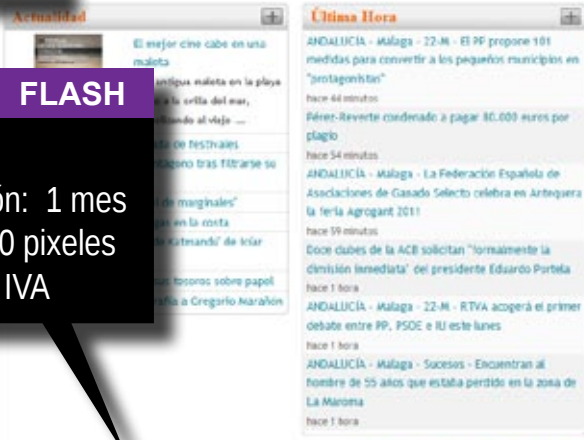 Actualidad
El mejor cine cabe en una
maleta
antigua maleta en la playa
a la orilla del mar,
al viejo ...
de festivales
tras filtrarse su
de marginales"
en la costa
Katmandú' de Icíar
tesoros sobre papel
a Gregorio Marañón
FLASH
ón: 1 mes
0 pixeles
IVA
Última Hora
ANDALUCÍA - Málaga - 22-M - El PP propone 101
medidas para convertir a los pequeños municipios en
"protagonistas"
hace 44 minutos
Pérez-Reverte condenado a pagar 80.000 euros por
plagio
hace 54 minutos
ANDALUCÍA - Málaga - La Federación Española de
Asociaciones de Ganado Selecto celebra en Antequera
la feria Agrogant 2011
hace 59 minutos
Doce clubes de la ACB solicitan "formalmente la
dimisión inmediata" del presidente Eduardo Portela
hace 1 hora
ANDALUCÍA - Málaga - 22-M - RTVA acogerá el primer
debate entre PP, PSOE e IU este lunes
hace 1 hora
ANDALUCÍA - Málaga - Sucesos - Encuentran al
hombre de 55 años que estaba perdido en la zona de
La Maroma
hace 1 hora